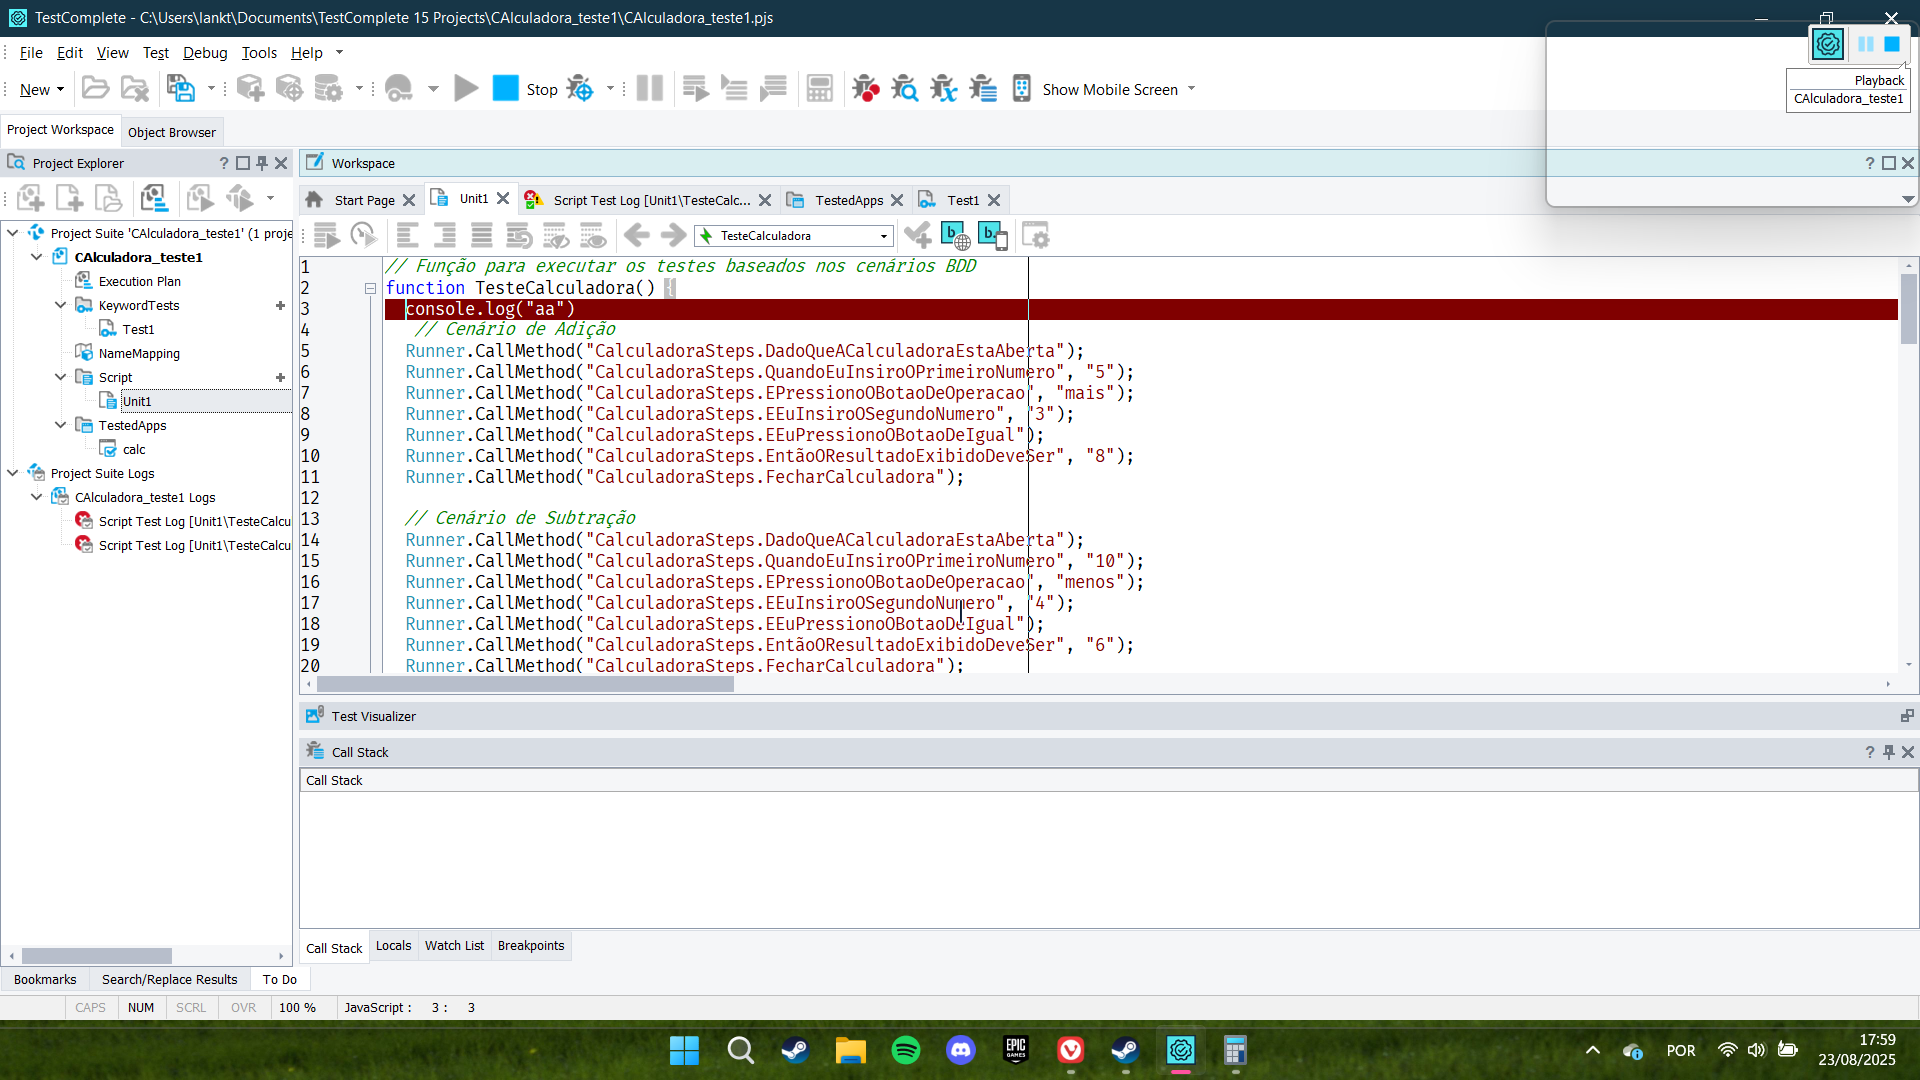 TestComplete - C:\Users\lankt\Documents\TestComplete 15 Projects\CAlculadora_teste1\CAlculadora_teste1.pjs
File Edit View Test Debug Tools Help
New Stop Show Mobile Screen
Playback
CAlculadora_teste1
Project Workspace Object Browser
Project Explorer
Workspace
Start Page Unit1 Script Test Log [Unit1\TesteCalc... TestedApps Test1
TesteCalculadora
Project Suite 'CAlculadora_teste1' (1 proje
CAlculadora_teste1
Execution Plan
KeywordTests
Test1
NameMapping
Script
Unit1
TestedApps
calc
Project Suite Logs
CAlculadora_teste1 Logs
Script Test Log [Unit1\TesteCalcu
Script Test Log [Unit1\TesteCalcu
1 // Função para executar os testes baseados nos cenários BDD
2 function TesteCalculadora() {
3 console.log("aa")
4 // Cenário de Adição
5 Runner.CallMethod("CalculadoraSteps.DadoQueACalculadoraEstaAberta");
6 Runner.CallMethod("CalculadoraSteps.QuandoEuInsiroOPrimeiroNumero", "5");
7 Runner.CallMethod("CalculadoraSteps.EPressionoOBotaoDeOperacao", "mais");
8 Runner.CallMethod("CalculadoraSteps.EEuInsiroOSegundoNumero", "3");
9 Runner.CallMethod("CalculadoraSteps.EEuPressionoOBotaoDeIgual");
10 Runner.CallMethod("CalculadoraSteps.EntãoOResultadoExibidoDeveSer", "8");
11 Runner.CallMethod("CalculadoraSteps.FecharCalculadora");
12
13 // Cenário de Subtração
14 Runner.CallMethod("CalculadoraSteps.DadoQueACalculadoraEstaAberta");
15 Runner.CallMethod("CalculadoraSteps.QuandoEuInsiroOPrimeiroNumero", "10");
16 Runner.CallMethod("CalculadoraSteps.EPressionoOBotaoDeOperacao", "menos");
17 Runner.CallMethod("CalculadoraSteps.EEuInsiroOSegundoNumero", "4");
18 Runner.CallMethod("CalculadoraSteps.EEuPressionoOBotaoDeIgual");
19 Runner.CallMethod("CalculadoraSteps.EntãoOResultadoExibidoDeveSer", "6");
20 Runner.CallMethod("CalculadoraSteps.FecharCalculadora");
Test Visualizer
Call Stack
Call Stack
Call Stack Locals Watch List Breakpoints
Bookmarks Search/Replace Results To Do
CAPS NUM SCRL OVR 100 % JavaScript : 3 : 3
EPIC GAMES
POR
17:59
23/08/2025